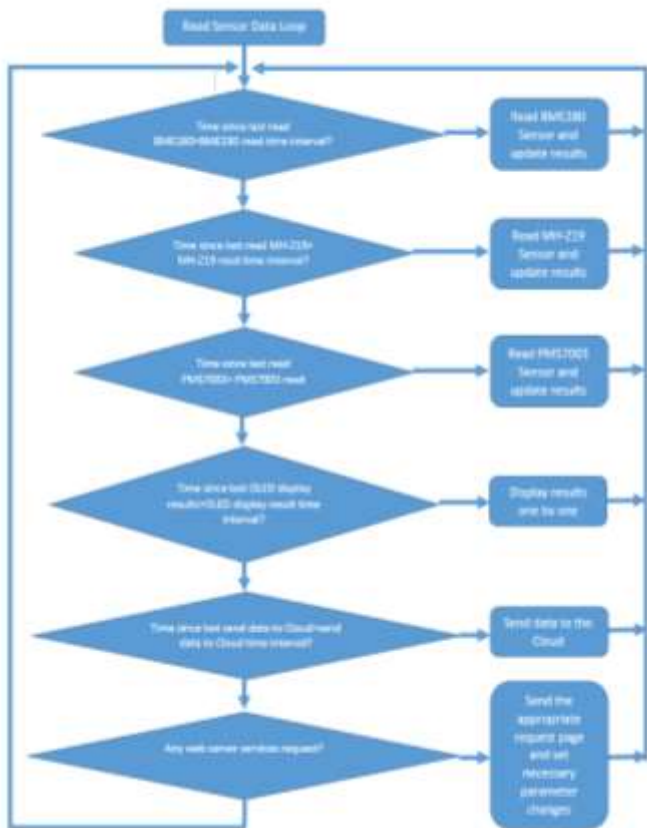 Read Sensor Data Loop
Time since last read
BME280>BME280 read time interval?
Read BME280
Sensor and
update results
Time since last read MH-Z19>
MH-Z19 read time interval?
Read MH-Z19
Sensor and
update results
Time since last read
PMS7003> PMS7003 read
Read PMS7003
Sensor and
update results
Time since last OLED display
results>OLED display result time
interval?
Display results
one by one
Time since last send data to Cloud>send
data to Cloud time interval?
Send data to the
Cloud
Any web server services request?
Send the
appropriate
request page
and set
necessary
parameter
changes